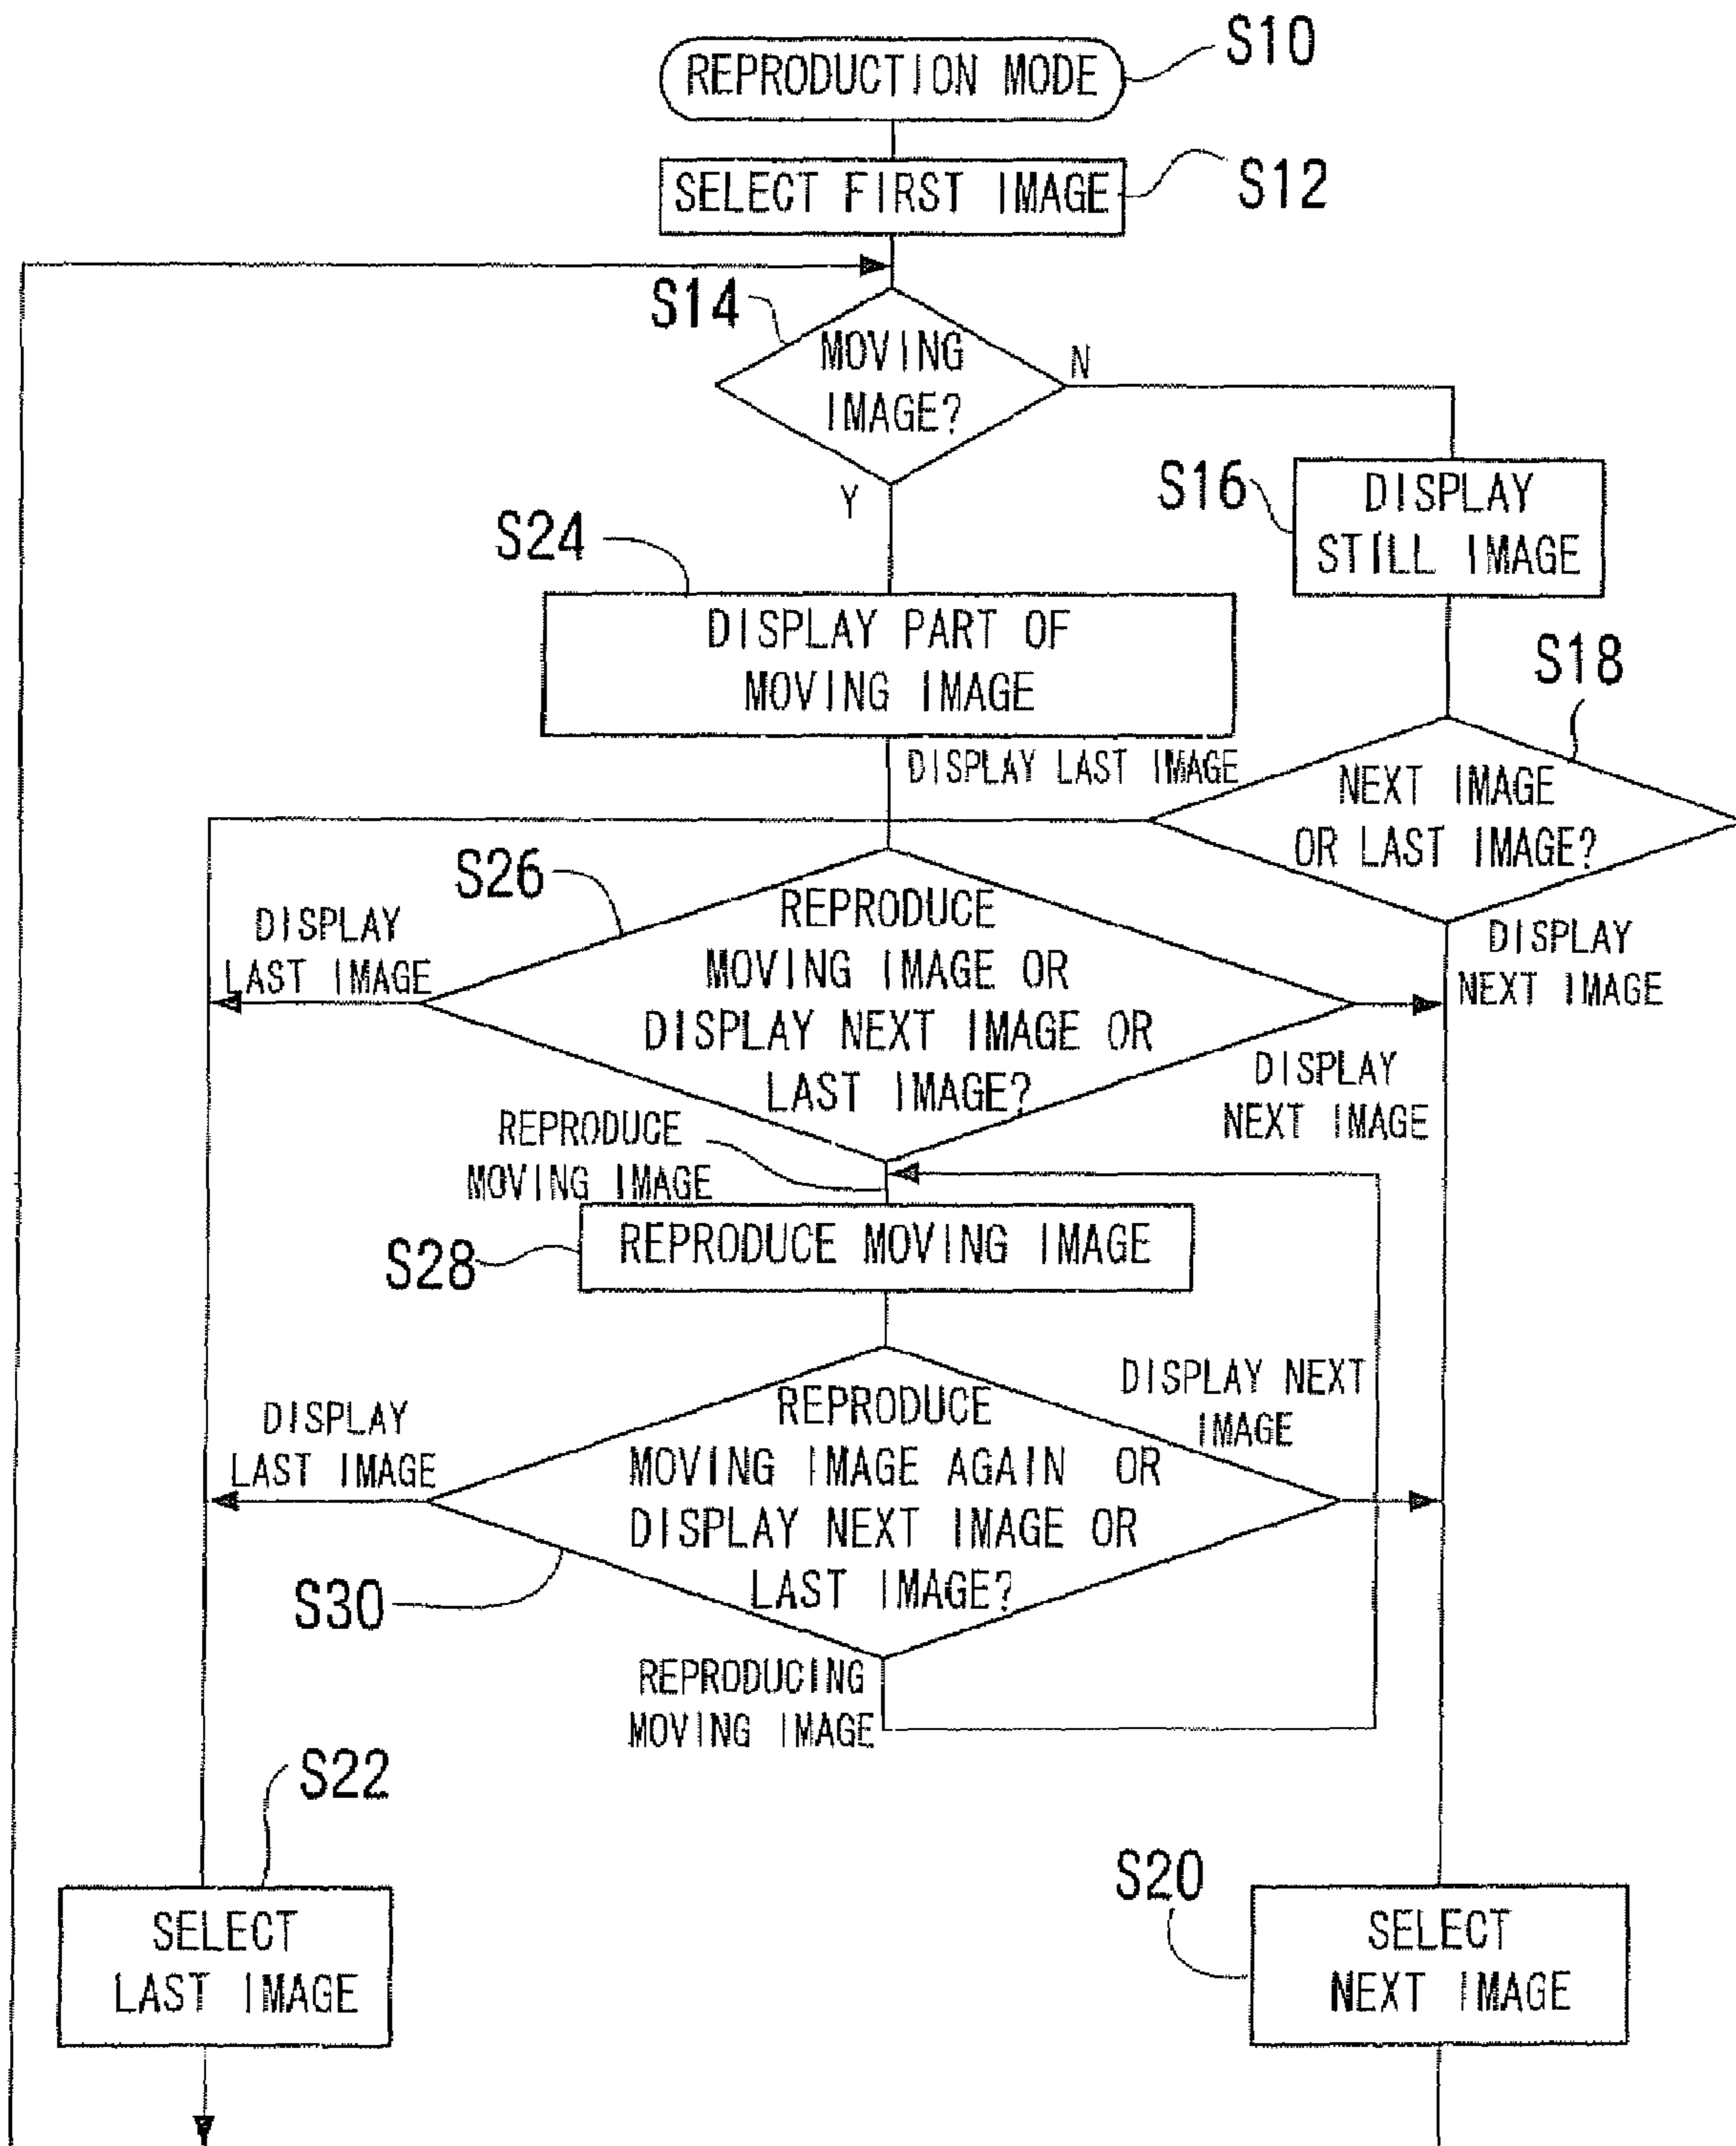 REPRODUCTION MODE
S10
SELECT FIRST IMAGE
S12
S14
MOVING
IMAGE?
N
Y
S16
DISPLAY
STILL IMAGE
S24
DISPLAY PART OF
MOVING IMAGE
S18
DISPLAY LAST IMAGE
NEXT IMAGE
OR LAST IMAGE?
S26
DISPLAY
LAST IMAGE
REPRODUCE
MOVING IMAGE OR
DISPLAY NEXT IMAGE OR
LAST IMAGE?
DISPLAY
NEXT IMAGE
DISPLAY
NEXT IMAGE
REPRODUCE
MOVING IMAGE
S28
REPRODUCE MOVING IMAGE
DISPLAY
LAST IMAGE
REPRODUCE
MOVING IMAGE AGAIN OR
DISPLAY NEXT IMAGE OR
LAST IMAGE?
DISPLAY NEXT
IMAGE
S30
REPRODUCING
MOVING IMAGE
S22
SELECT
LAST IMAGE
S20
SELECT
NEXT IMAGE